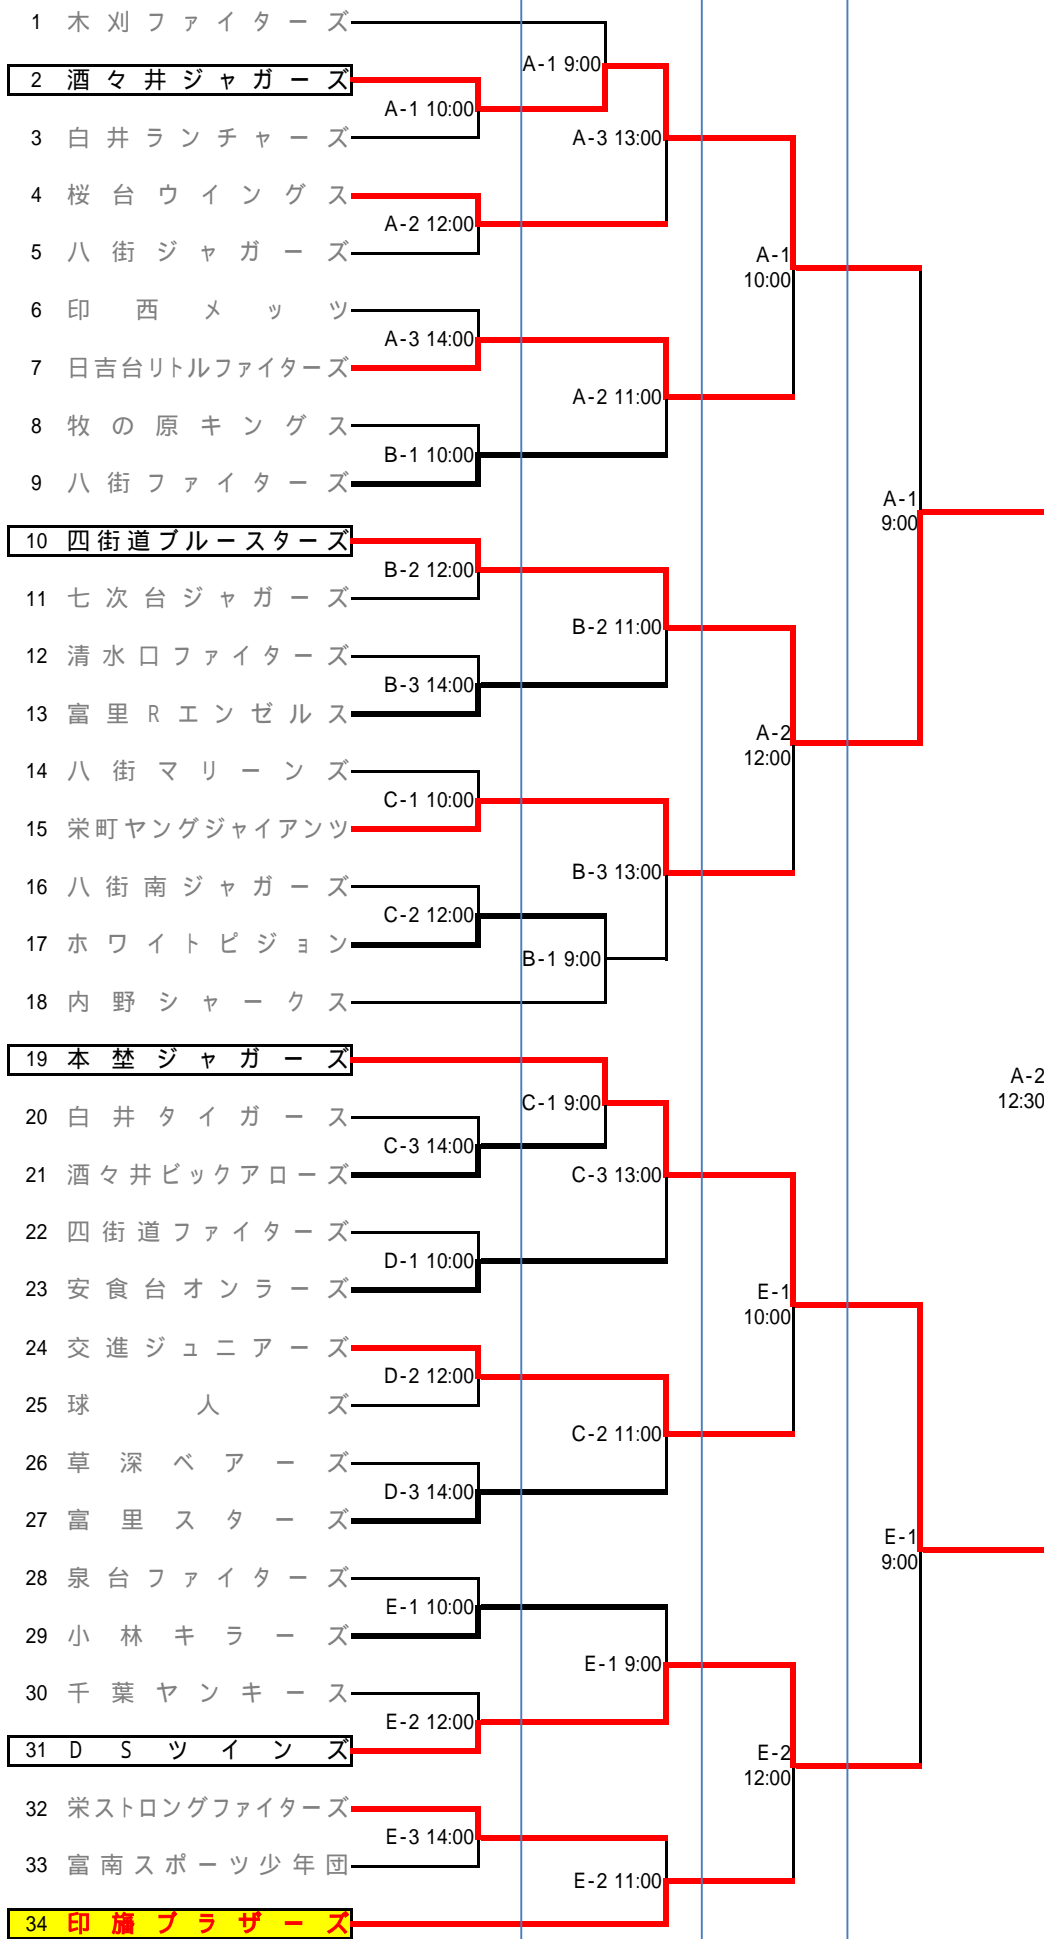 1 木刈ファイターズ
A-1 9:00
2 酒々井ジャガーズ
A-1 10:00
3 白井ランチャーズ
A-3 13:00
4 桜台ウイングス
A-2 12:00
5 八街ジャガーズ
A-1
10:00
6 印西メッツ
A-3 14:00
7 日吉台リトルファイターズ
A-2 11:00
8 牧の原キングス
B-1 10:00
9 八街ファイターズ
A-1
9:00
10 四街道ブルースターズ
B-2 12:00
11 七次台ジャガーズ
B-2 11:00
12 清水口ファイターズ
B-3 14:00
13 富里Rエンゼルス
A-2
12:00
14 八街マリーンズ
C-1 10:00
15 栄町ヤングジャイアンツ
B-3 13:00
16 八街南ジャガーズ
C-2 12:00
17 ホワイトピジョン
B-1 9:00
18 内野シャークス
19 本埜ジャガーズ
A-2
12:30
C-1 9:00
20 白井タイガース
C-3 14:00
21 酒々井ビックアローズ
C-3 13:00
22 四街道ファイターズ
D-1 10:00
23 安食台オンラーズ
E-1
10:00
24 交進ジュニアーズ
D-2 12:00
25 球人ズ
C-2 11:00
26 草深ベアーズ
D-3 14:00
27 富里スターズ
E-1
9:00
28 泉台ファイターズ
E-1 10:00
29 小林キラーズ
E-1 9:00
30 千葉ヤンキース
E-2 12:00
31 DSツインズ
E-2
12:00
32 栄ストロングファイターズ
E-3 14:00
33 富南スポーツ少年団
E-2 11:00
34 印旛ブラザーズ